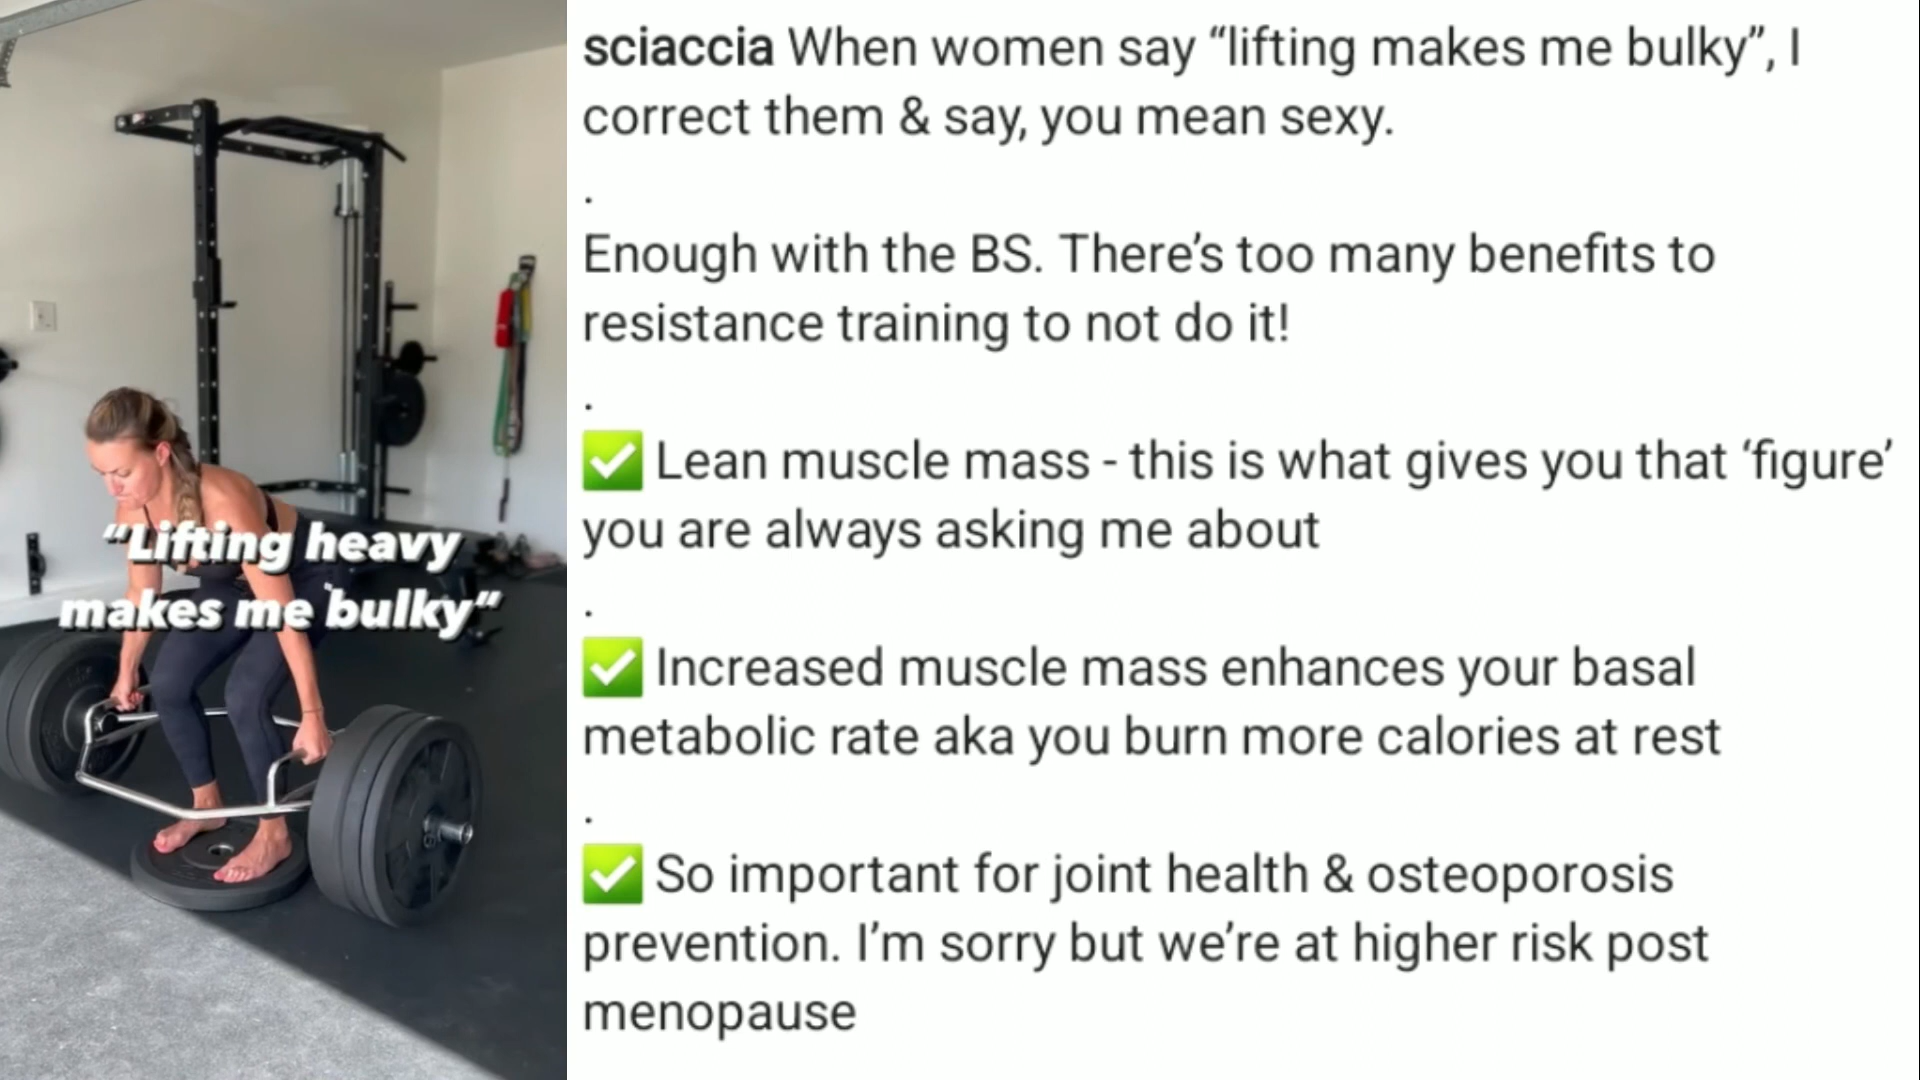 "Lifting heavy
makes me bulky"
sciaccia When women say “lifting makes me bulky”, I
correct them & say, you mean sexy.
.
Enough with the BS. There’s too many benefits to
resistance training to not do it!
.
✅ Lean muscle mass - this is what gives you that ‘figure’
you are always asking me about
.
✅ Increased muscle mass enhances your basal
metabolic rate aka you burn more calories at rest
.
✅ So important for joint health & osteoporosis
prevention. I’m sorry but we’re at higher risk post
menopause